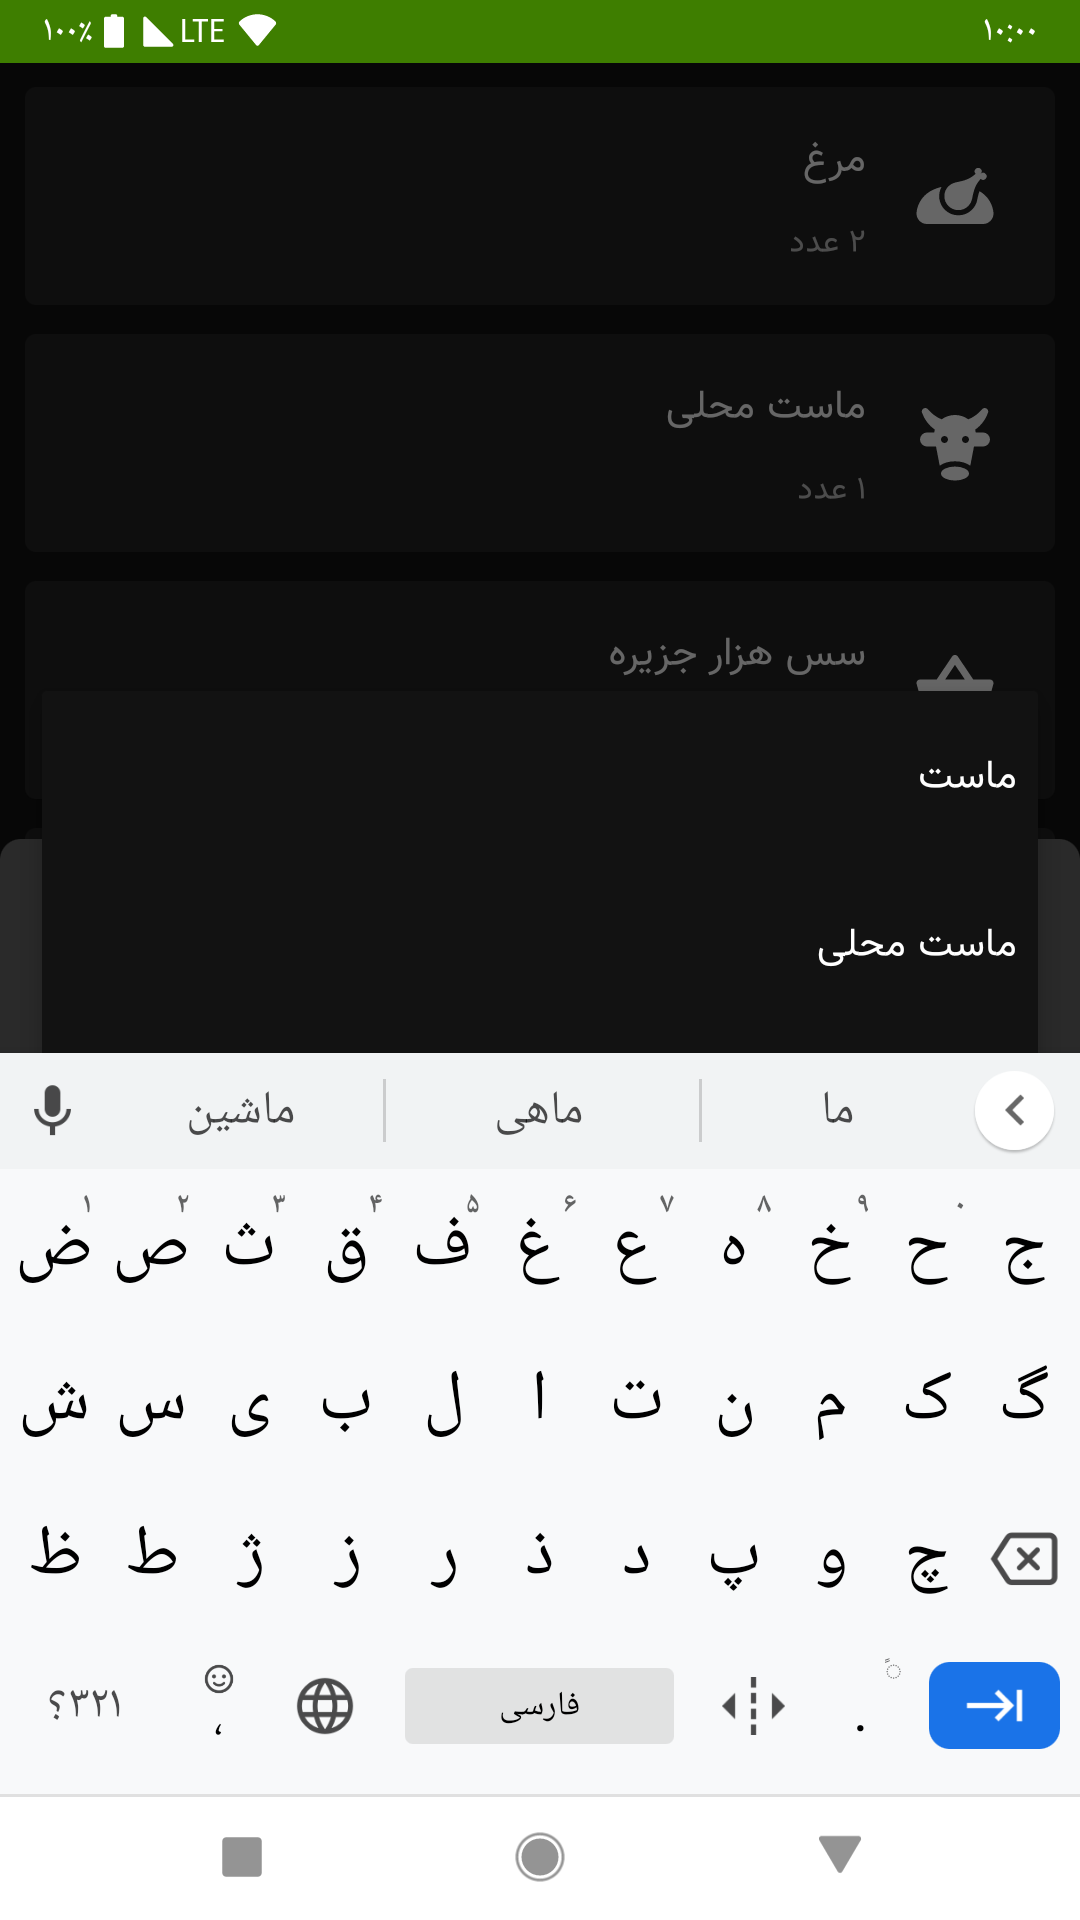 ۱۰:۰۰ LTE ۱۰۰٪
مرغ
۲ عدد
ماست محلی
۱ عدد
سس هزار جزیره
ماست
ماست محلی
ما ماهی ماشین
۱ ۲ ۳ ۴ ۵ ۶ ۷ ۸ ۹ ۰
ض ص ث ق ف غ ع ه خ ح ج
ش س ی ب ل ا ت ن م ک گ
ظ ط ژ ز ر ذ د پ و چ
۳۲۱؟ ، فارسی .